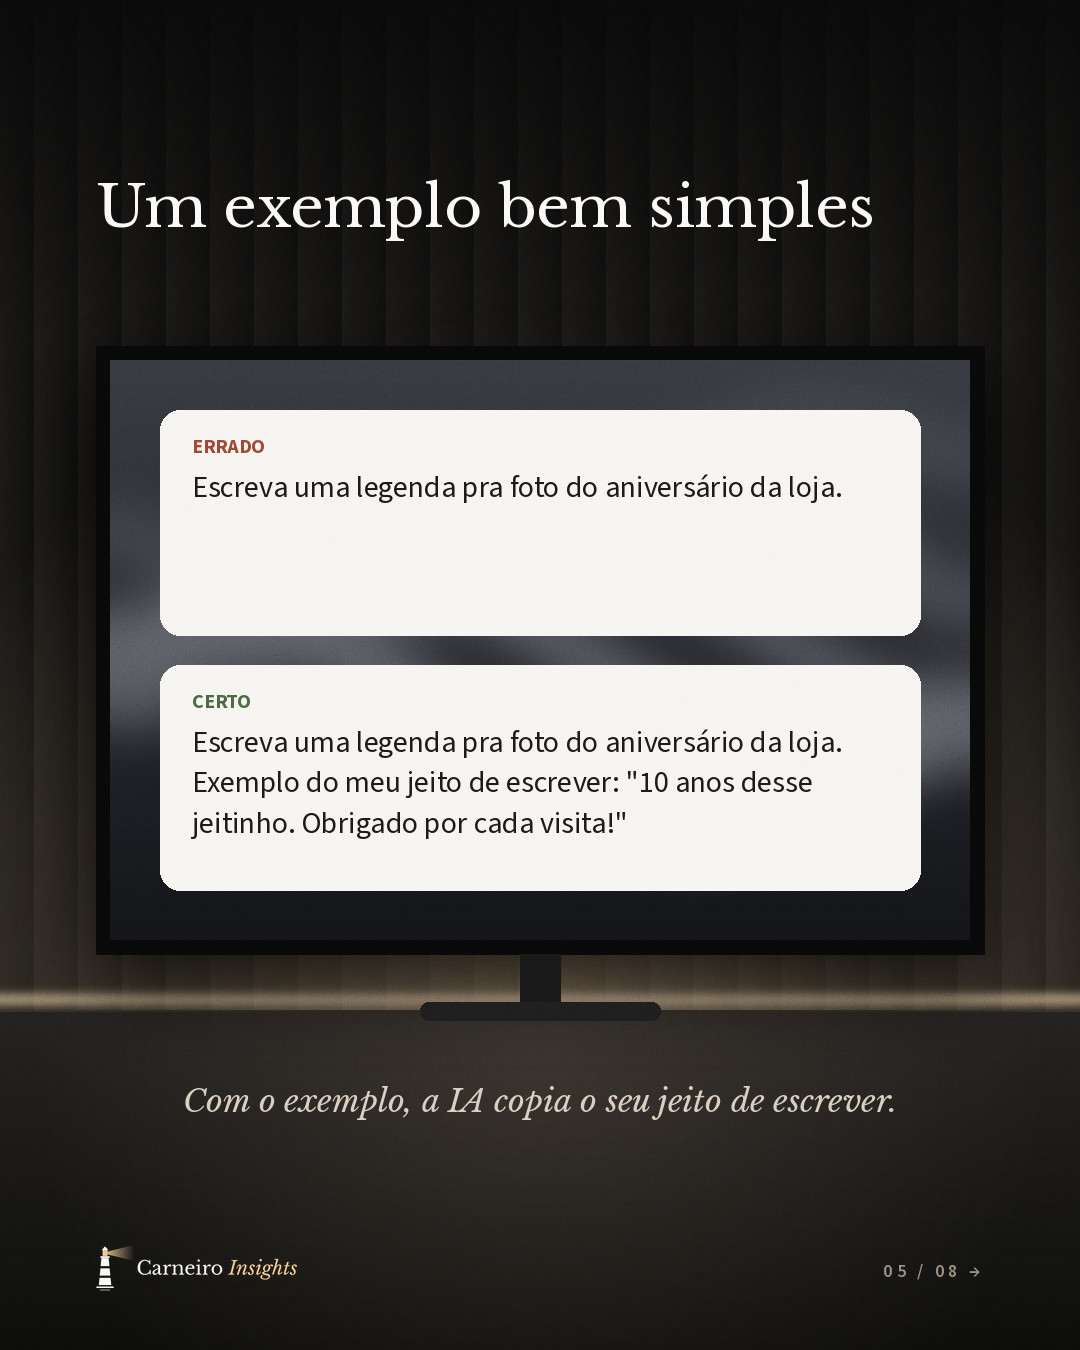 Um exemplo bem simples
ERRADO
Escreva uma legenda pra foto do aniversário da loja.
CERTO
Escreva uma legenda pra foto do aniversário da loja.
Exemplo do meu jeito de escrever: "10 anos desse
jeitinho. Obrigado por cada visita!"
Com o exemplo, a IA copia o seu jeito de escrever.
Carneiro Insights
05 / 08 →